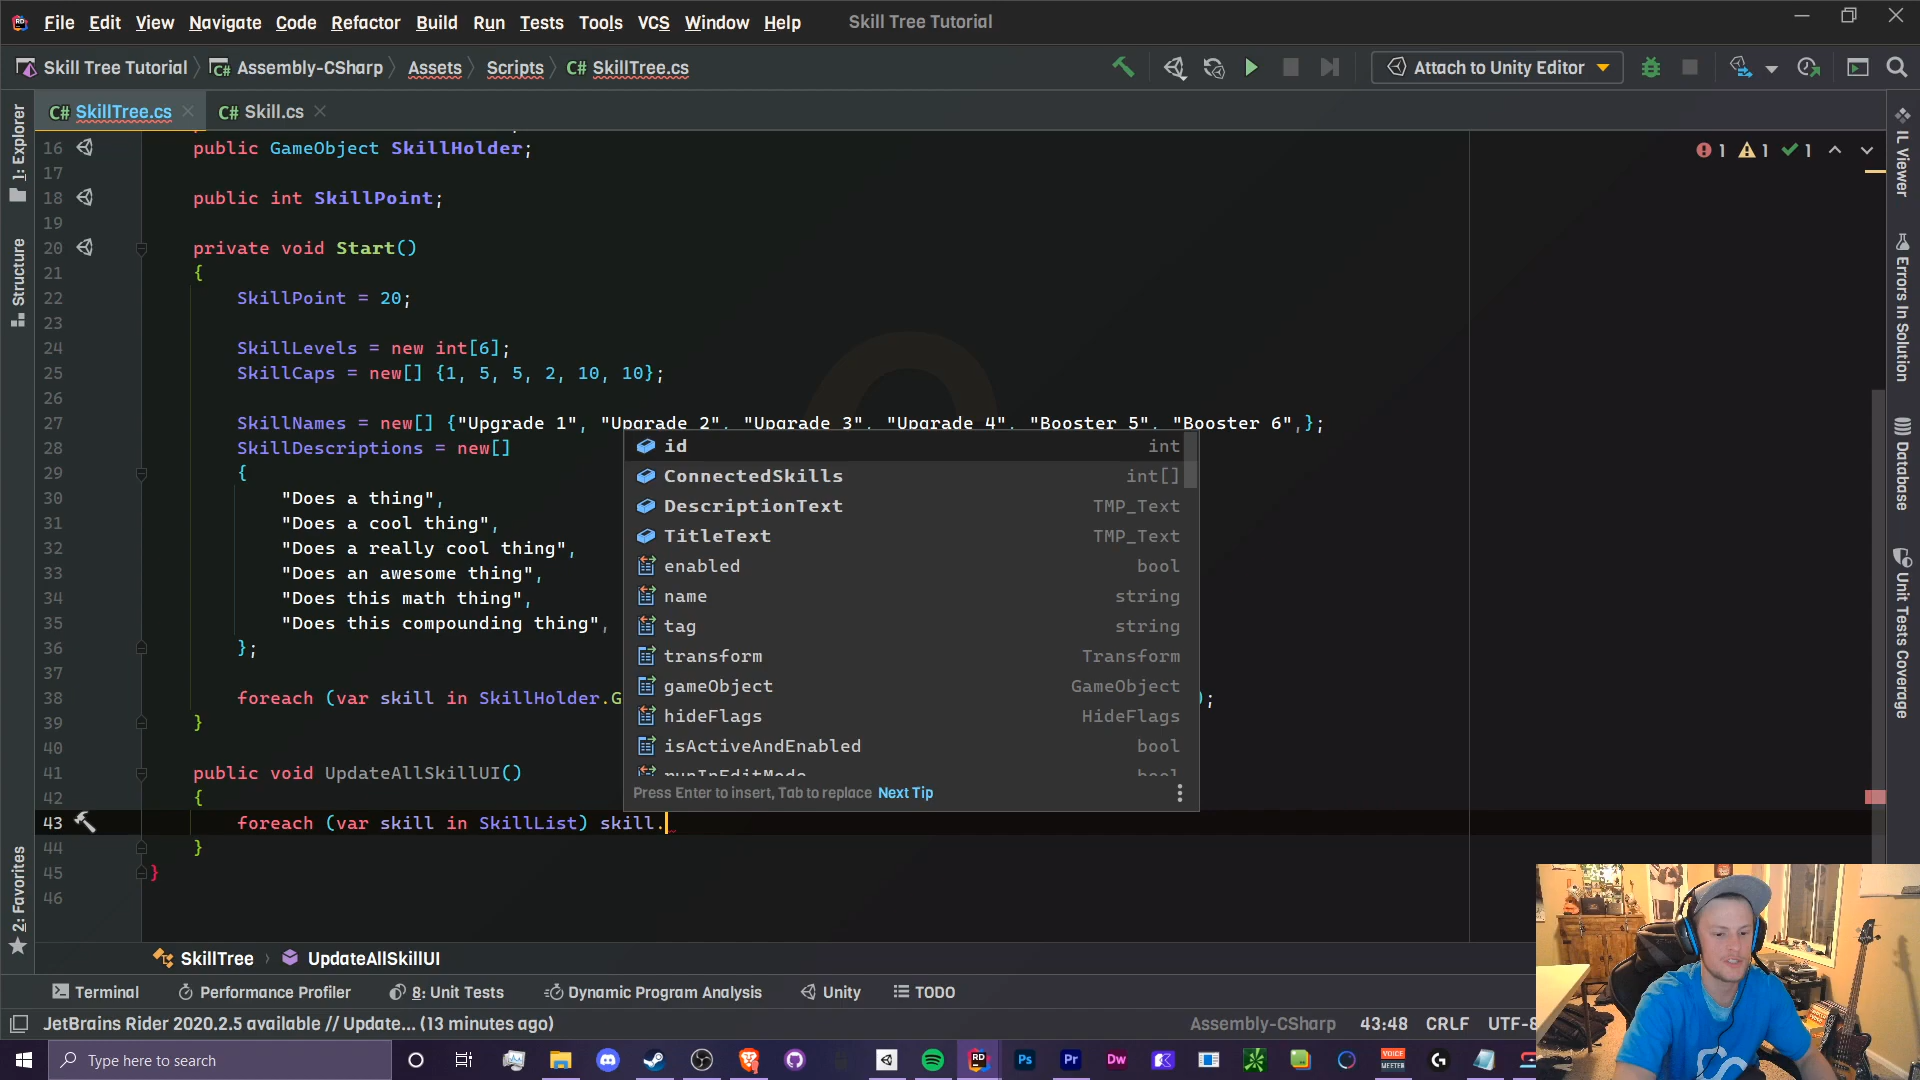 File Edit View Navigate Code Refactor Build Run Tests Tools VCS Window Help Skill Tree Tutorial
Skill Tree Tutorial Assembly-CSharp Assets Scripts C# SkillTree.cs Attach to Unity Editor
C# SkillTree.cs C# Skill.cs
1: Explorer
Structure
2: Favorites
16 public GameObject SkillHolder;
17
18 public int SkillPoint;
19
20 private void Start()
21 {
22 SkillPoint = 20;
23
24 SkillLevels = new int[6];
25 SkillCaps = new[] {1, 5, 5, 2, 10, 10};
26
27 SkillNames = new[] {"Upgrade 1", "Upgrade 2", "Upgrade 3", "Upgrade 4", "Booster 5", "Booster 6",};
28 SkillDescriptions = new[]
29 {
30 "Does a thing",
31 "Does a cool thing",
32 "Does a really cool thing",
33 "Does an awesome thing",
34 "Does this math thing",
35 "Does this compounding thing",
36 };
37
38 foreach (var skill in SkillHolder.G );
39 }
40
41 public void UpdateAllSkillUI()
42 {
43 foreach (var skill in SkillList) skill.
44 }
45 }
46
id int
ConnectedSkills int[]
DescriptionText TMP_Text
TitleText TMP_Text
enabled bool
name string
tag string
transform Transform
gameObject GameObject
hideFlags HideFlags
isActiveAndEnabled bool
runInEditMode bool
Press Enter to insert, Tab to replace Next Tip
1 1 1
IL Viewer
Errors In Solution
Database
Unit Tests Coverage
SkillTree UpdateAllSkillUI
Terminal Performance Profiler 8: Unit Tests Dynamic Program Analysis Unity TODO
JetBrains Rider 2020.2.5 available // Update... (13 minutes ago) Assembly-CSharp 43:48 CRLF UTF-8
Type here to search RD Ps Pr Dw VOICE MEETER